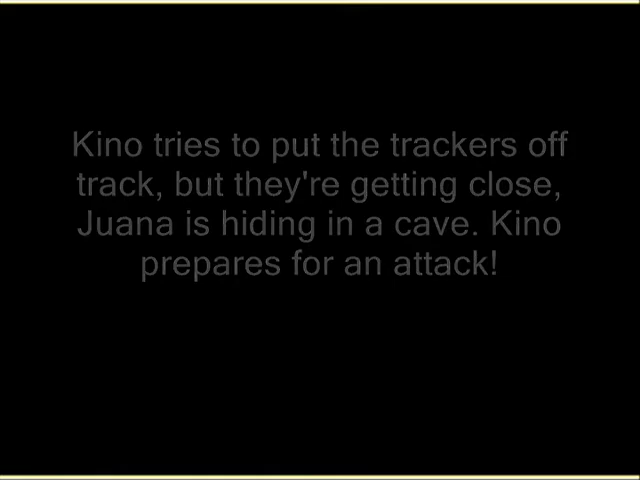 Kino tries to put the trackers off
track, but they're getting close,
Juana is hiding in a cave. Kino
prepares for an attack!